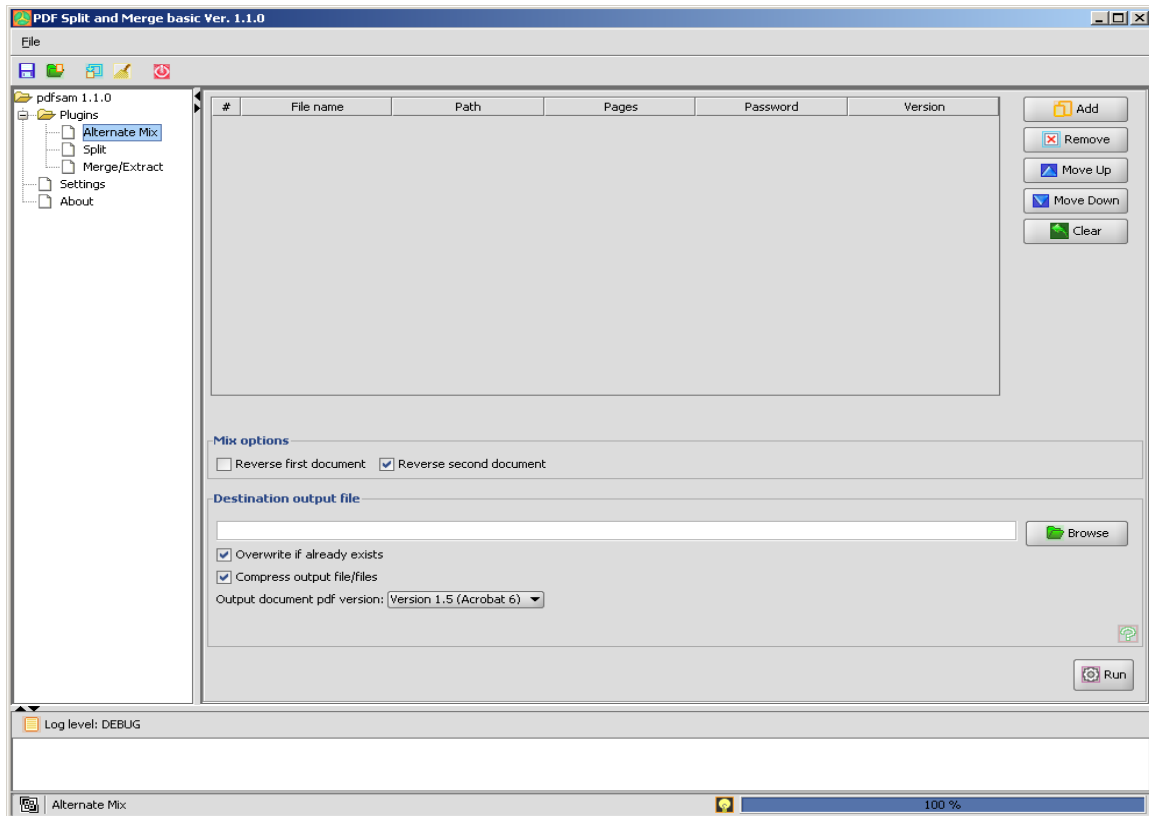 PDF Split and Merge basic Ver. 1.1.0
File
pdfsam 1.1.0
Plugins
Alternate Mix
Split
Merge/Extract
Settings
About
# File name Path Pages Password Version
Add
Remove
Move Up
Move Down
Clear
Mix options
Reverse first document Reverse second document
Destination output file
Browse
Overwrite if already exists
Compress output file/files
Output document pdf version: Version 1.5 (Acrobat 6)
Run
Log level: DEBUG
Alternate Mix 100 %